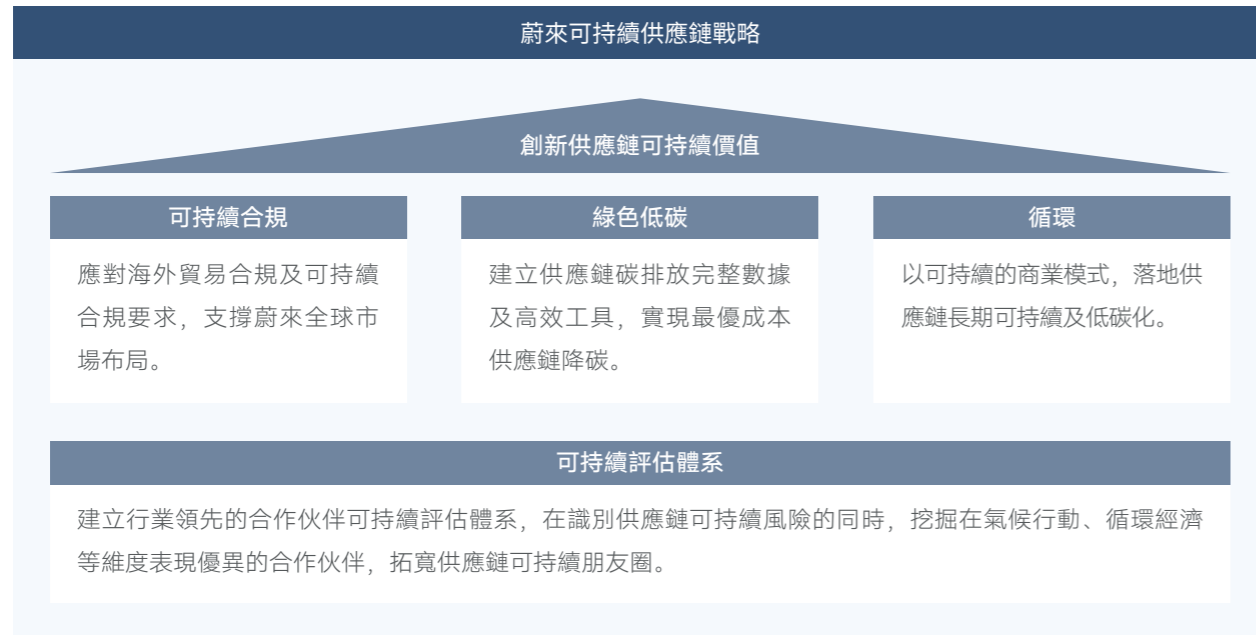 蔚來可持續供應鏈戰略
創新供應鏈可持續價值
可持續合規
應對海外貿易合規及可持續
合規要求，支撐蔚來全球市
場布局。
綠色低碳
建立供應鏈碳排放完整數據
及高效工具，實現最優成本
供應鏈降碳。
循環
以可持續的商業模式，落地供
應鏈長期可持續及低碳化。
可持續評估體系
建立行業領先的合作伙伴可持續評估體系，在識別供應鏈可持續風險的同時，挖掘在氣候行動、循環經濟
等維度表現優異的合作伙伴，拓寬供應鏈可持續朋友圈。